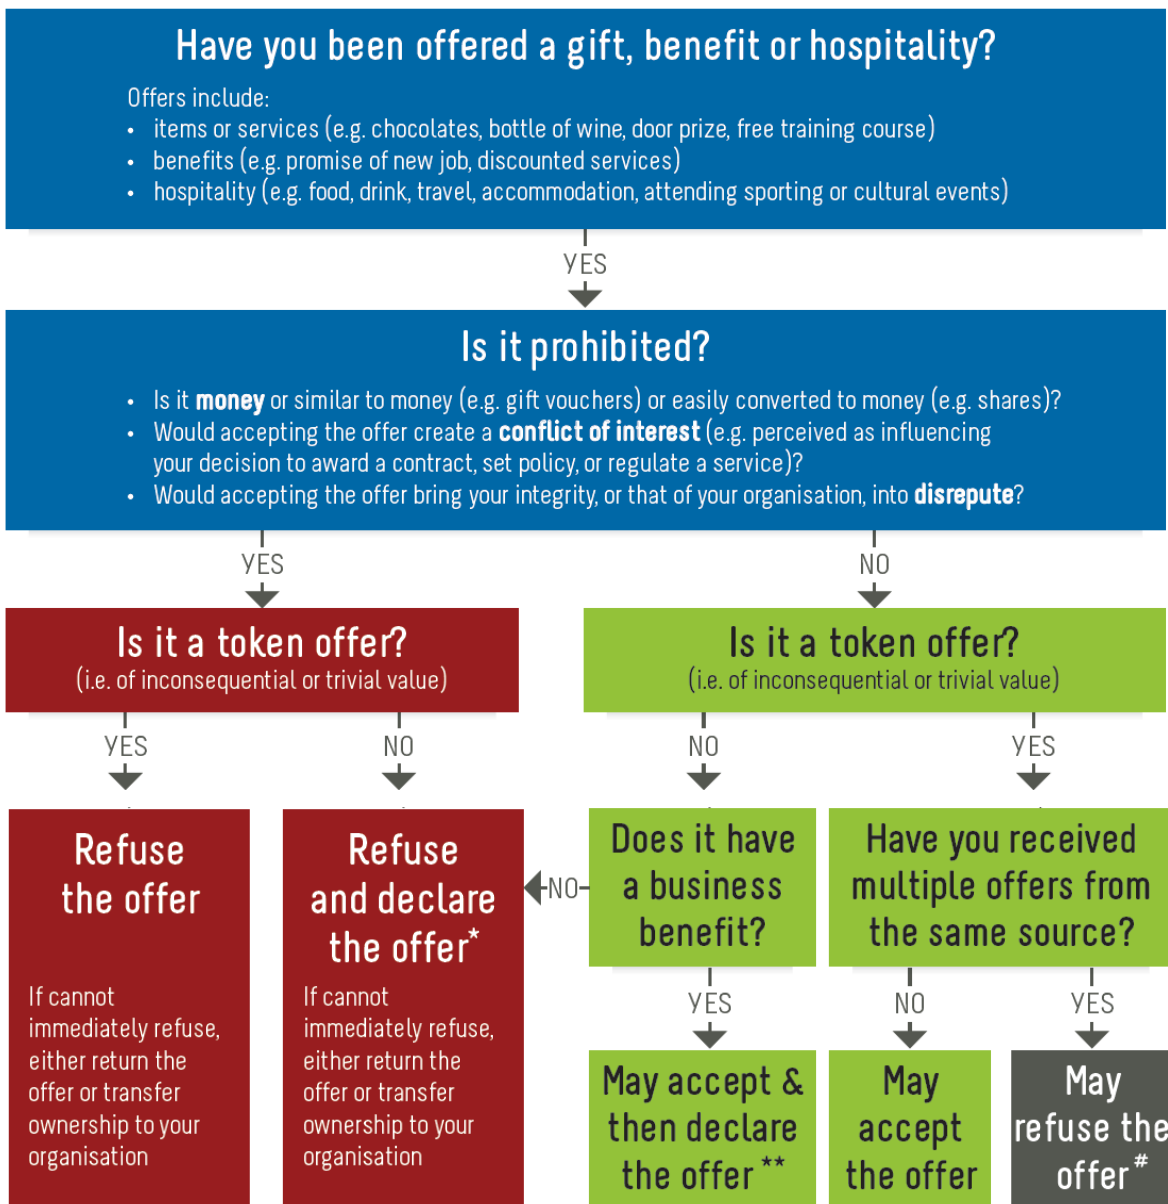 Have you been offered a gift, benefit or hospitality?
Offers include:
• items or services (e.g. chocolates, bottle of wine, door prize, free training course)
• benefits (e.g. promise of new job, discounted services)
• hospitality (e.g. food, drink, travel, accommodation, attending sporting or cultural events)
YES
Is it prohibited?
• Is it money or similar to money (e.g. gift vouchers) or easily converted to money (e.g. shares)?
• Would accepting the offer create a conflict of interest (e.g. perceived as influencing
your decision to award a contract, set policy, or regulate a service)?
• Would accepting the offer bring your integrity, or that of your organisation, into disrepute?
YES
NO
Is it a token offer?
(i.e. of inconsequential or trivial value)
Is it a token offer?
(i.e. of inconsequential or trivial value)
YES
NO
NO
YES
Refuse
the offer
If cannot
immediately refuse,
either return the
offer or transfer
ownership to your
organisation
Refuse
and declare
the offer*
If cannot
immediately refuse,
either return the
offer or transfer
ownership to your
organisation
NO
Does it have
a business
benefit?
Have you received
multiple offers from
the same source?
YES
NO
YES
May accept &
then declare
the offer **
May
accept
the offer
May
refuse the
offer #